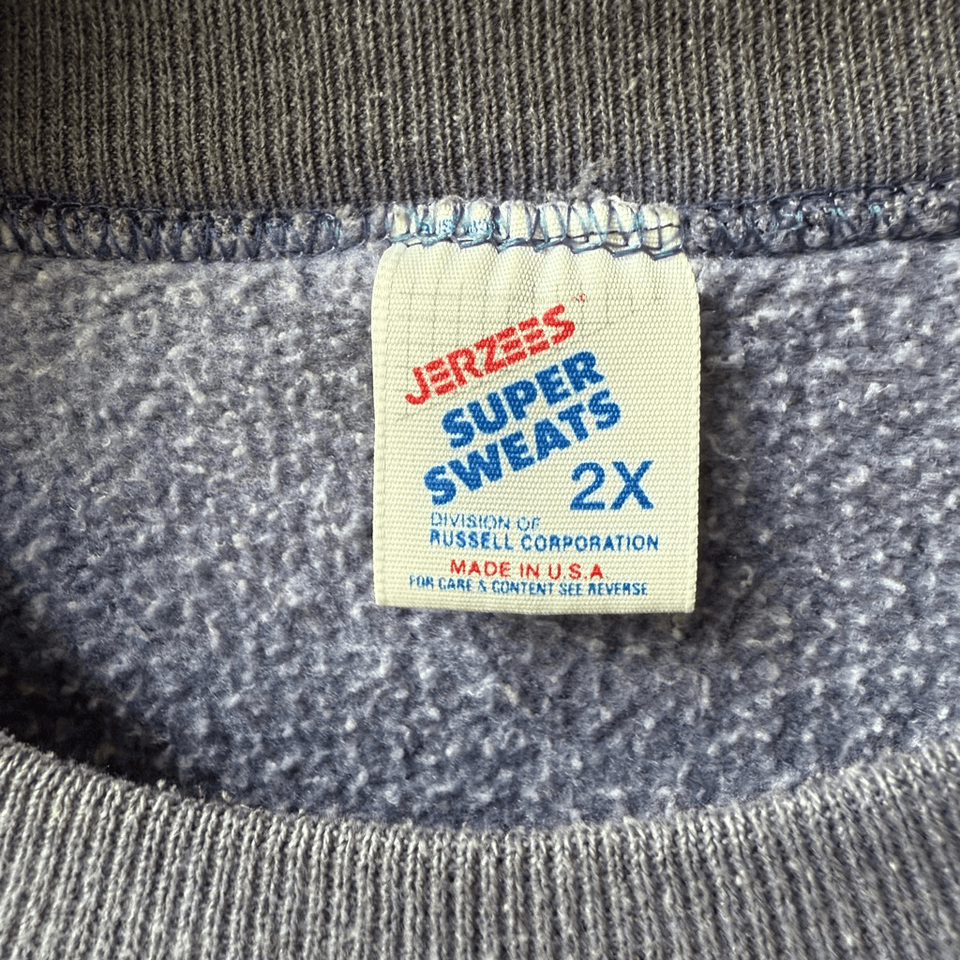 JERZEES
SUPER
SWEATS
2X
DIVISION OF
RUSSELL CORPORATION
MADE IN U.S.A
FOR CARE & CONTENT SEE REVERSE